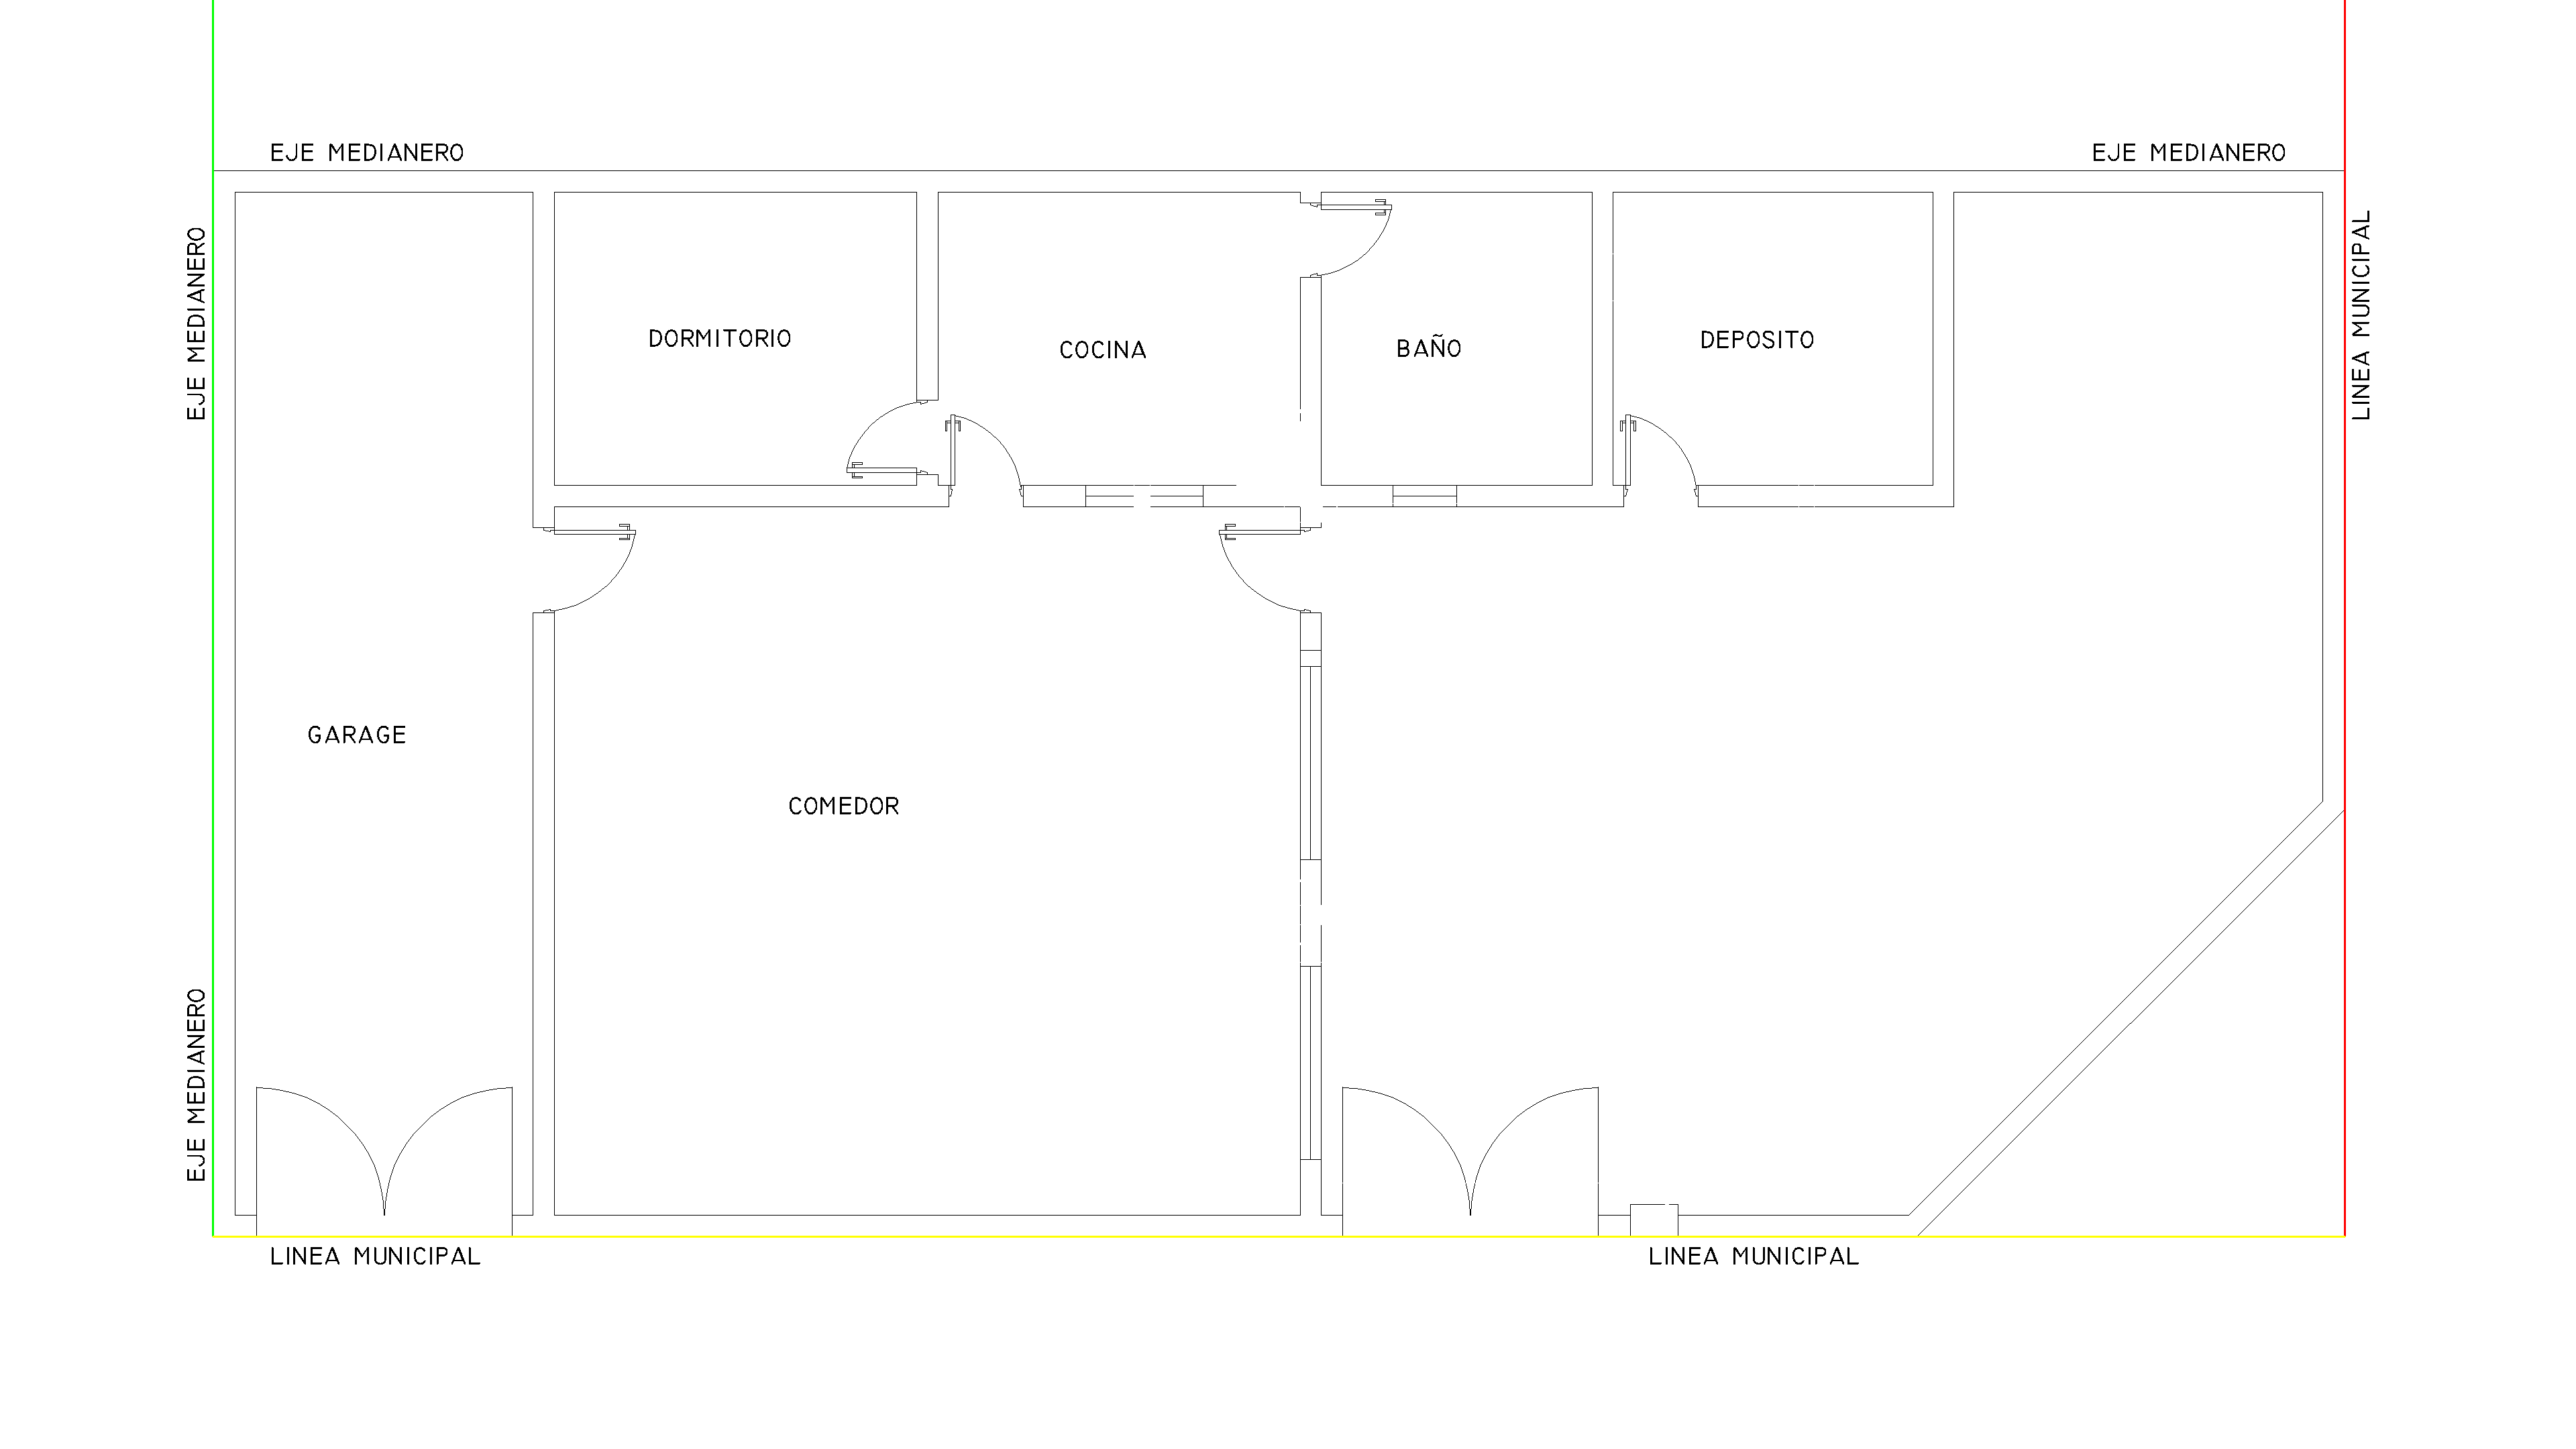 EJE MEDIANERO
EJE MEDIANERO
EJE MEDIANERO
LINEA MUNICIPAL
DORMITORIO
COCINA
BAÑO
DEPOSITO
GARAGE
COMEDOR
EJE MEDIANERO
LINEA MUNICIPAL
LINEA MUNICIPAL